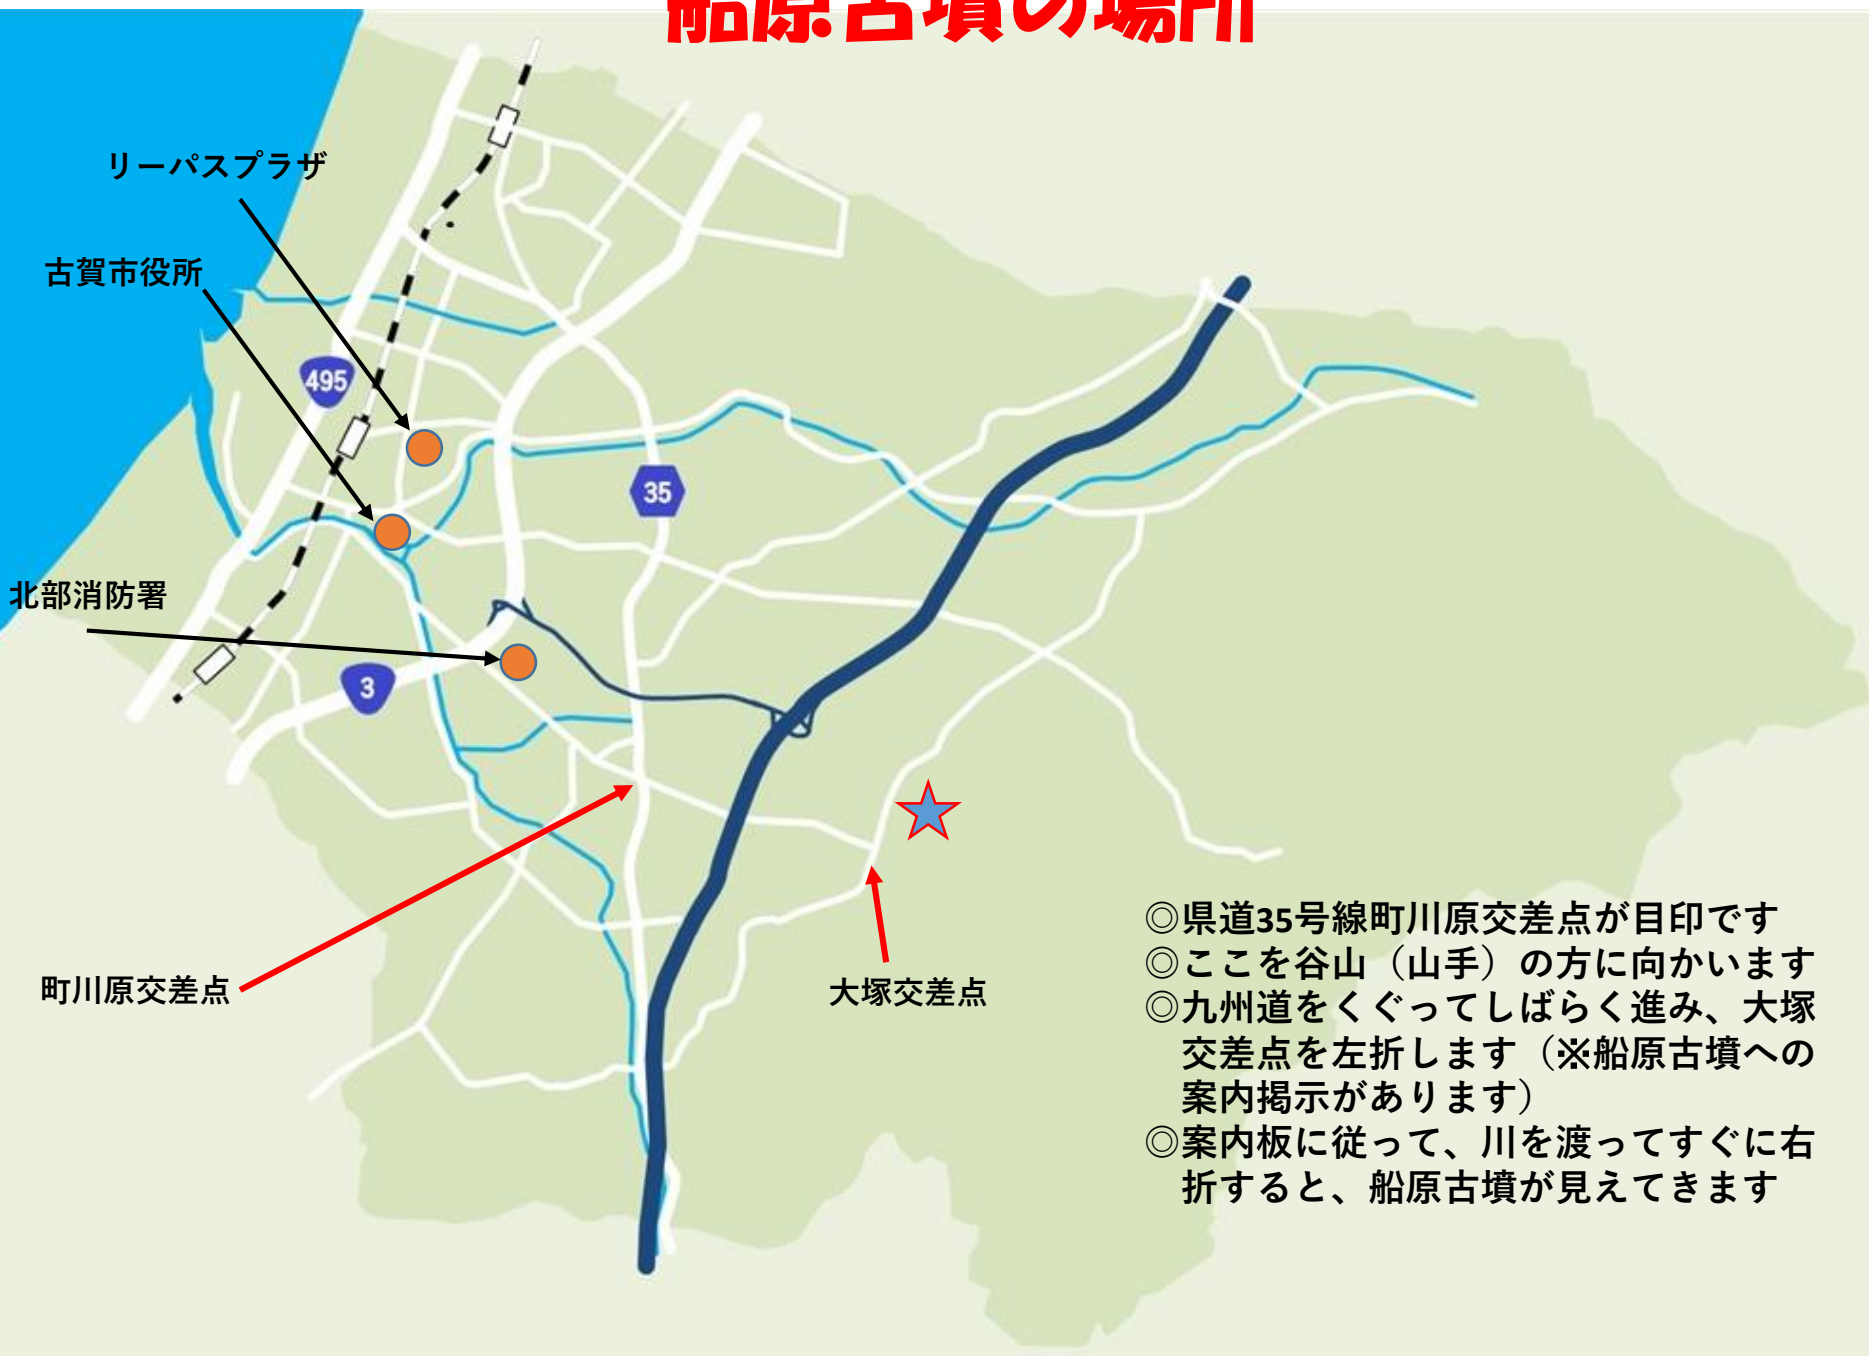 船原古墳の場所
リーパスプラザ
古賀市役所
495
35
北部消防署
3
町川原交差点
大塚交差点
◎県道35号線町川原交差点が目印です
◎ここを谷山（山手）の方に向かいます
◎九州道をくぐってしばらく進み、大塚
交差点を左折します（※船原古墳への
案内掲示があります）
◎案内板に従って、川を渡ってすぐに右
折すると、船原古墳が見えてきます